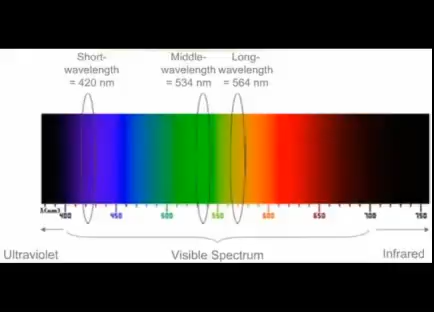 Short-
wavelength
= 420 nm
Middle-
wavelength
= 534 nm
Long-
wavelength
= 564 nm
λ(nm) 400 450 500 550 600 650 700 750
Ultraviolet Visible Spectrum Infrared